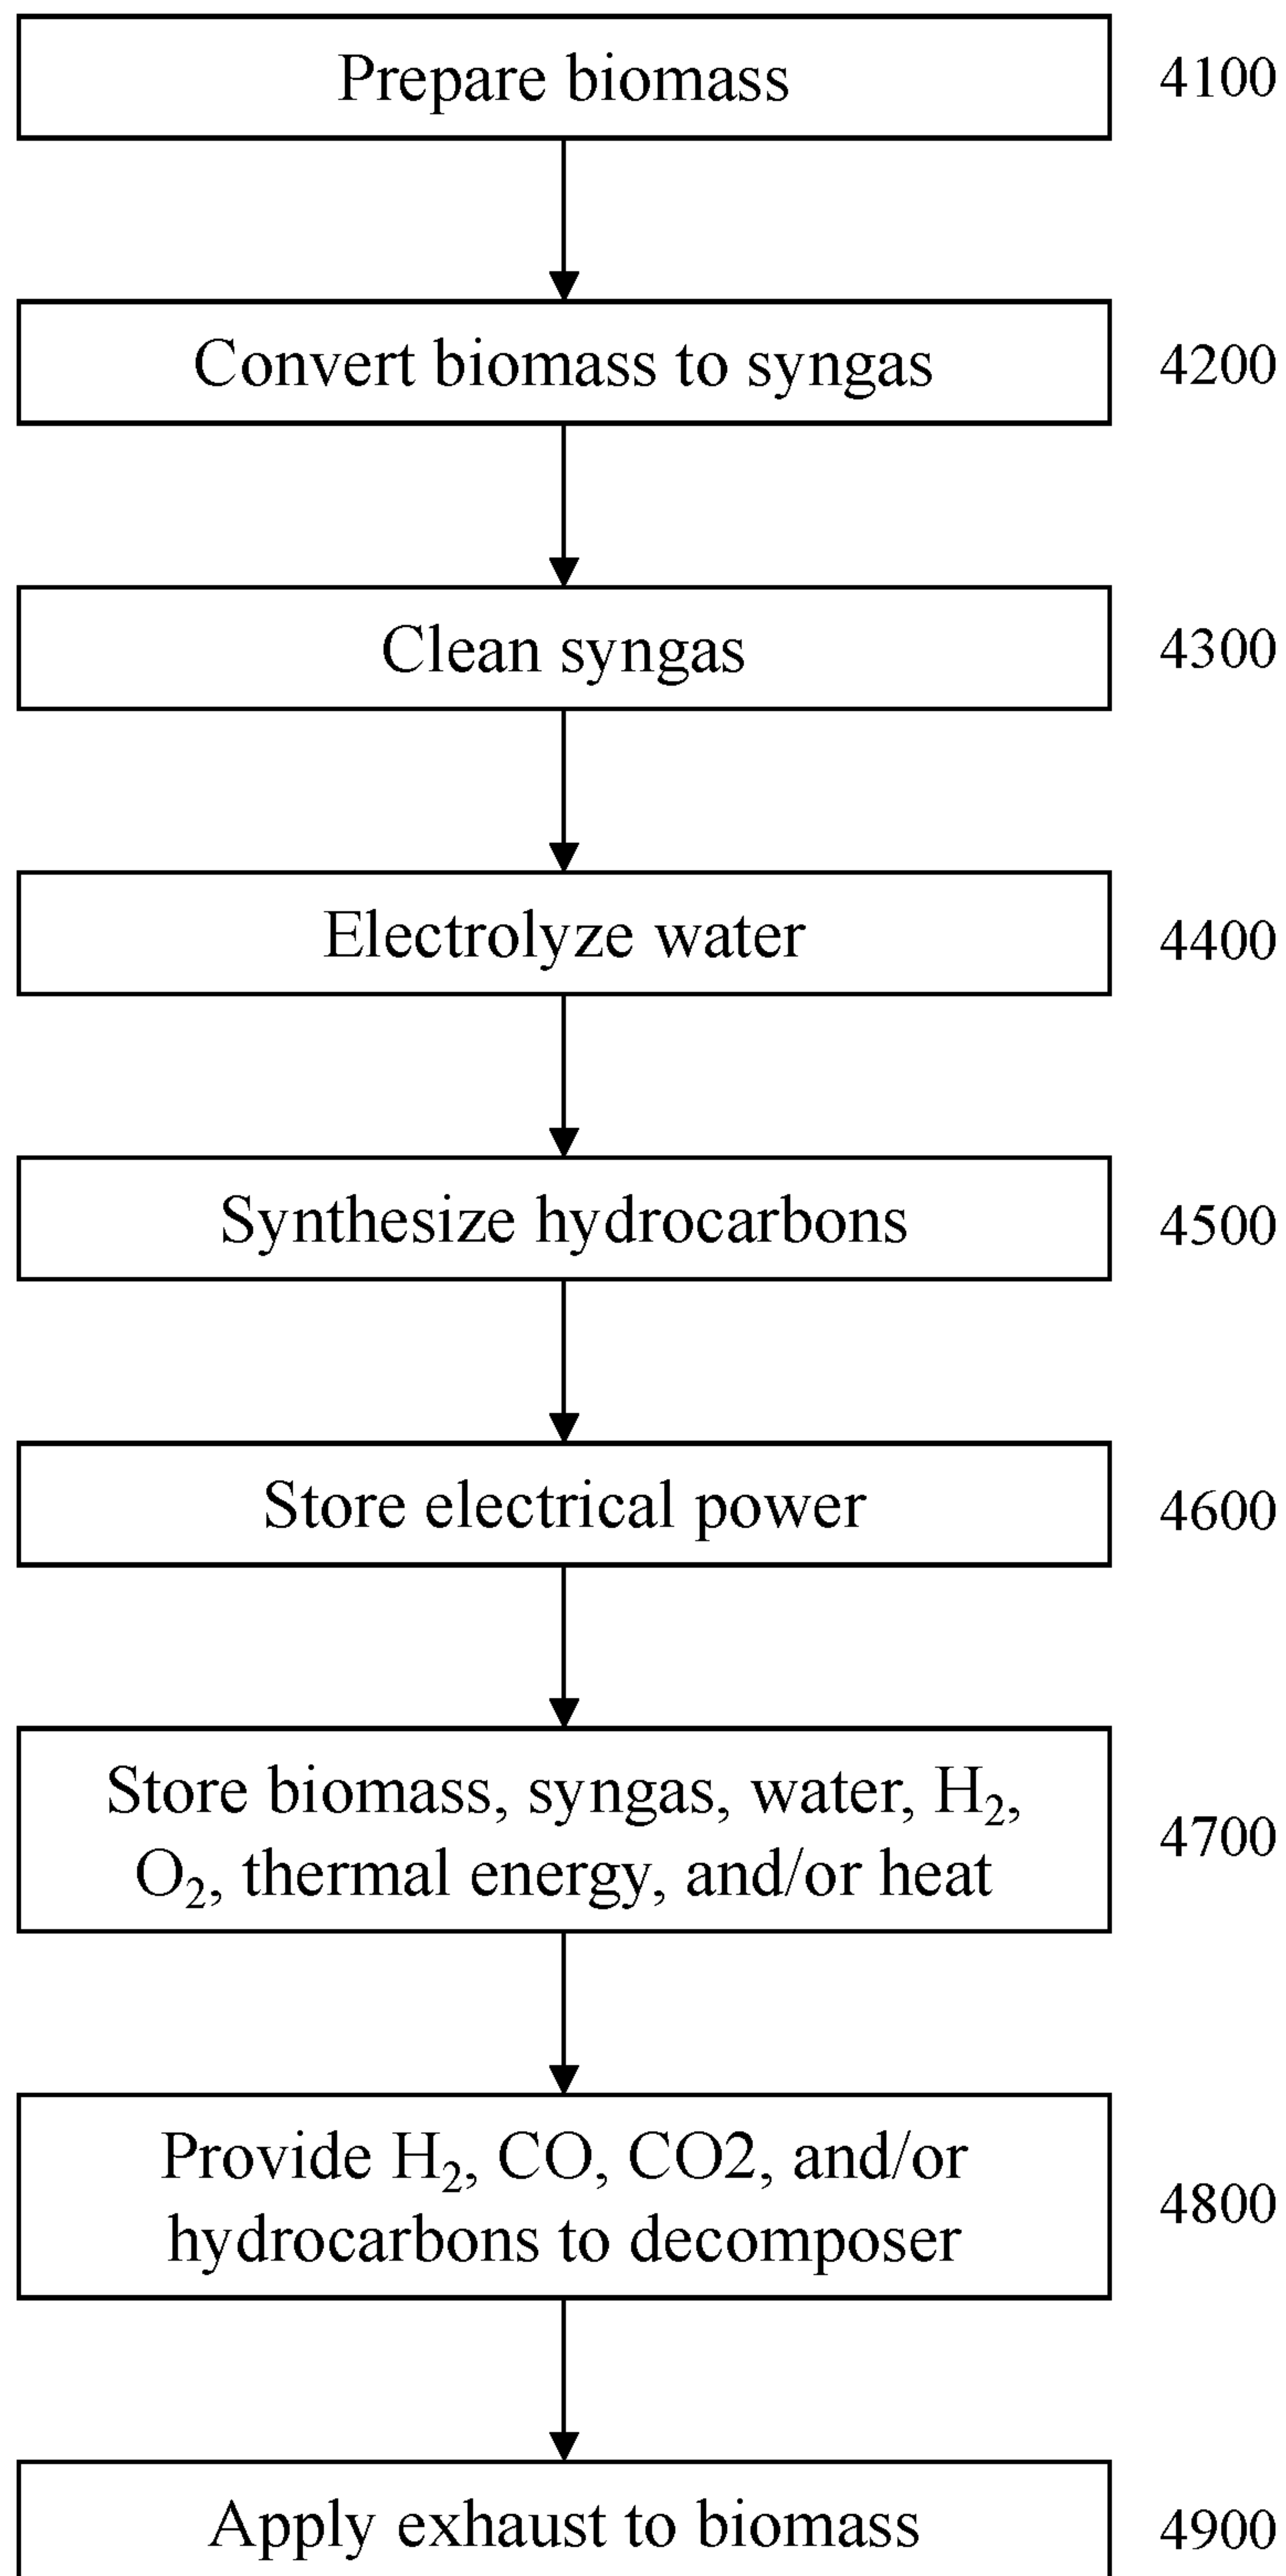 Prepare biomass 4100
Convert biomass to syngas 4200
Clean syngas 4300
Electrolyze water 4400
Synthesize hydrocarbons 4500
Store electrical power 4600
Store biomass, syngas, water, H₂,
O₂, thermal energy, and/or heat 4700
Provide H₂, CO, CO2, and/or
hydrocarbons to decomposer 4800
Apply exhaust to biomass 4900